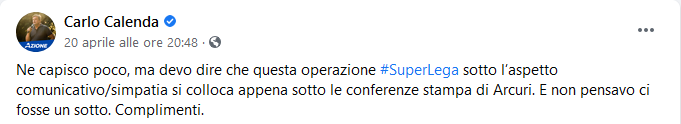 Carlo Calenda
AZIONE
20 aprile alle ore 20:48 ·
Ne capisco poco, ma devo dire che questa operazione #SuperLega sotto l'aspetto
comunicativo/simpatia si colloca appena sotto le conferenze stampa di Arcuri. E non pensavo ci
fosse un sotto. Complimenti.